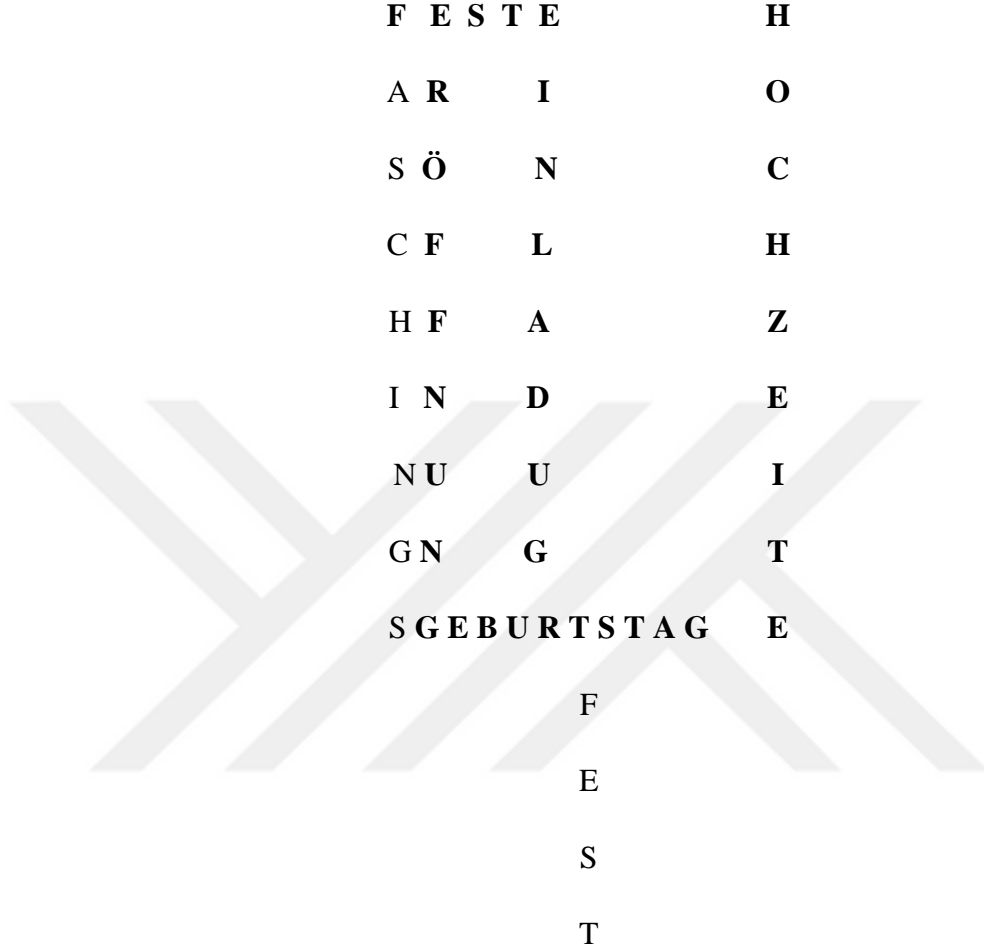 F E S T E H
A R I O
S Ö N C
C F L H
H F A Z
I N D E
N U U I
G N G T
S G E B U R T S T A G E
F
E
S
T